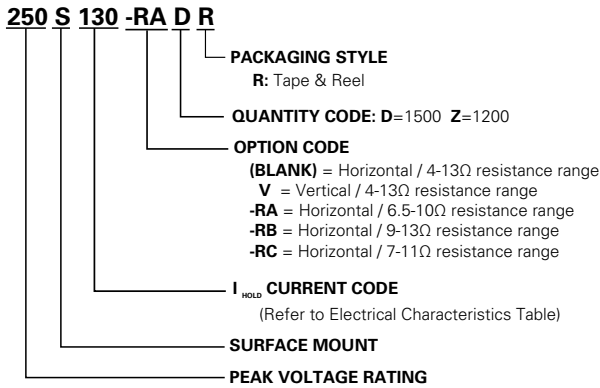 250 S 130 -RA D R
PACKAGING STYLE
R: Tape & Reel
QUANTITY CODE: D=1500 Z=1200
OPTION CODE
(BLANK) = Horizontal / 4-13Ω resistance range
V = Vertical / 4-13Ω resistance range
-RA = Horizontal / 6.5-10Ω resistance range
-RB = Horizontal / 9-13Ω resistance range
-RC = Horizontal / 7-11Ω resistance range
I HOLD CURRENT CODE
(Refer to Electrical Characteristics Table)
SURFACE MOUNT
PEAK VOLTAGE RATING